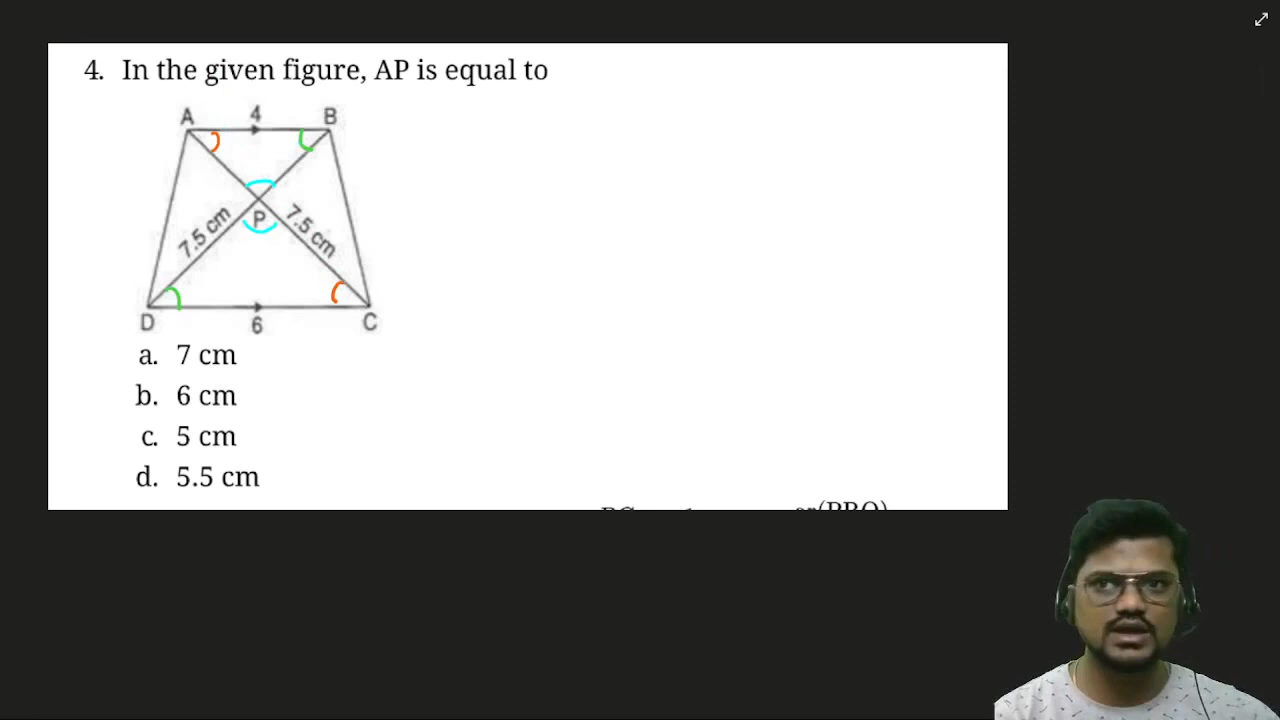 4. In the given figure, AP is equal to
A 4 B
7.5 cm P 7.5 cm
D 6 C
a. 7 cm
b. 6 cm
c. 5 cm
d. 5.5 cm